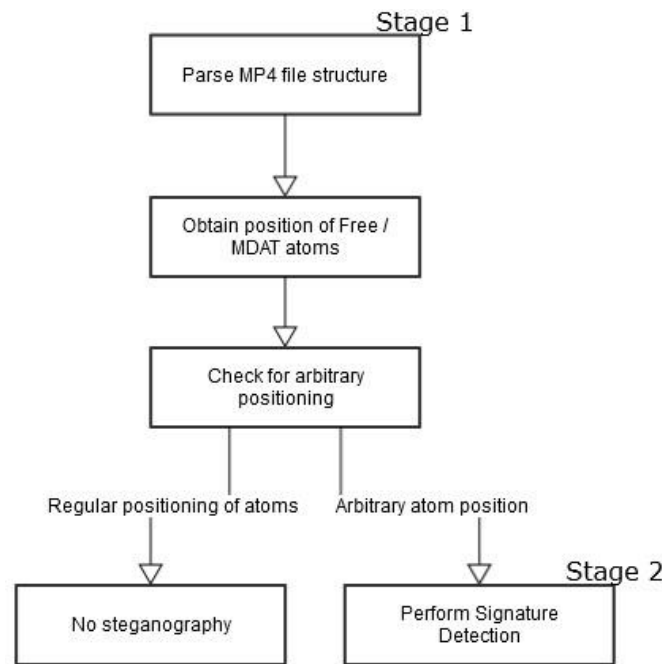 Stage 1
Parse MP4 file structure
Obtain position of Free /
MDAT atoms
Check for arbitrary
positioning
Regular positioning of atoms
Arbitrary atom position
Stage 2
No steganography
Perform Signature
Detection